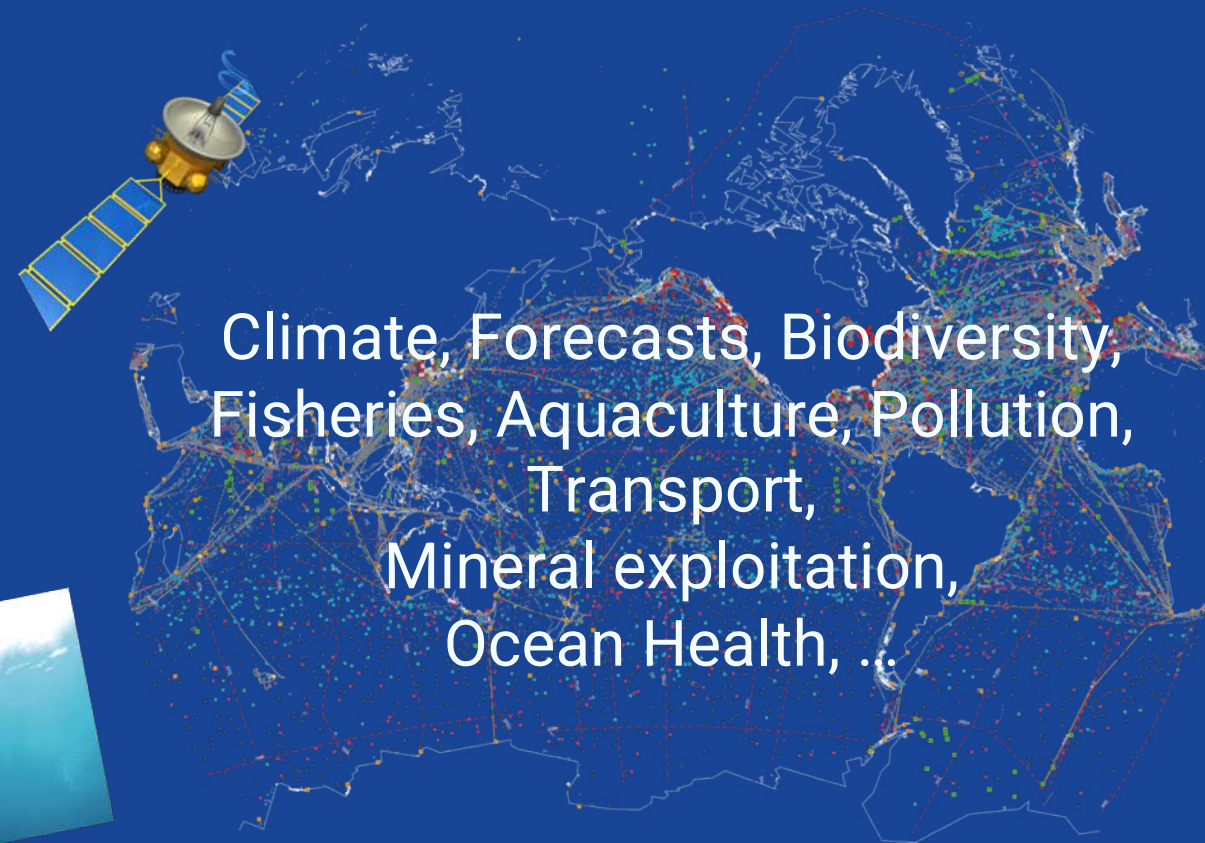 Climate, Forecasts, Biodiversity,
Fisheries, Aquaculture, Pollution,
Transport,
Mineral exploitation,
Ocean Health, ...